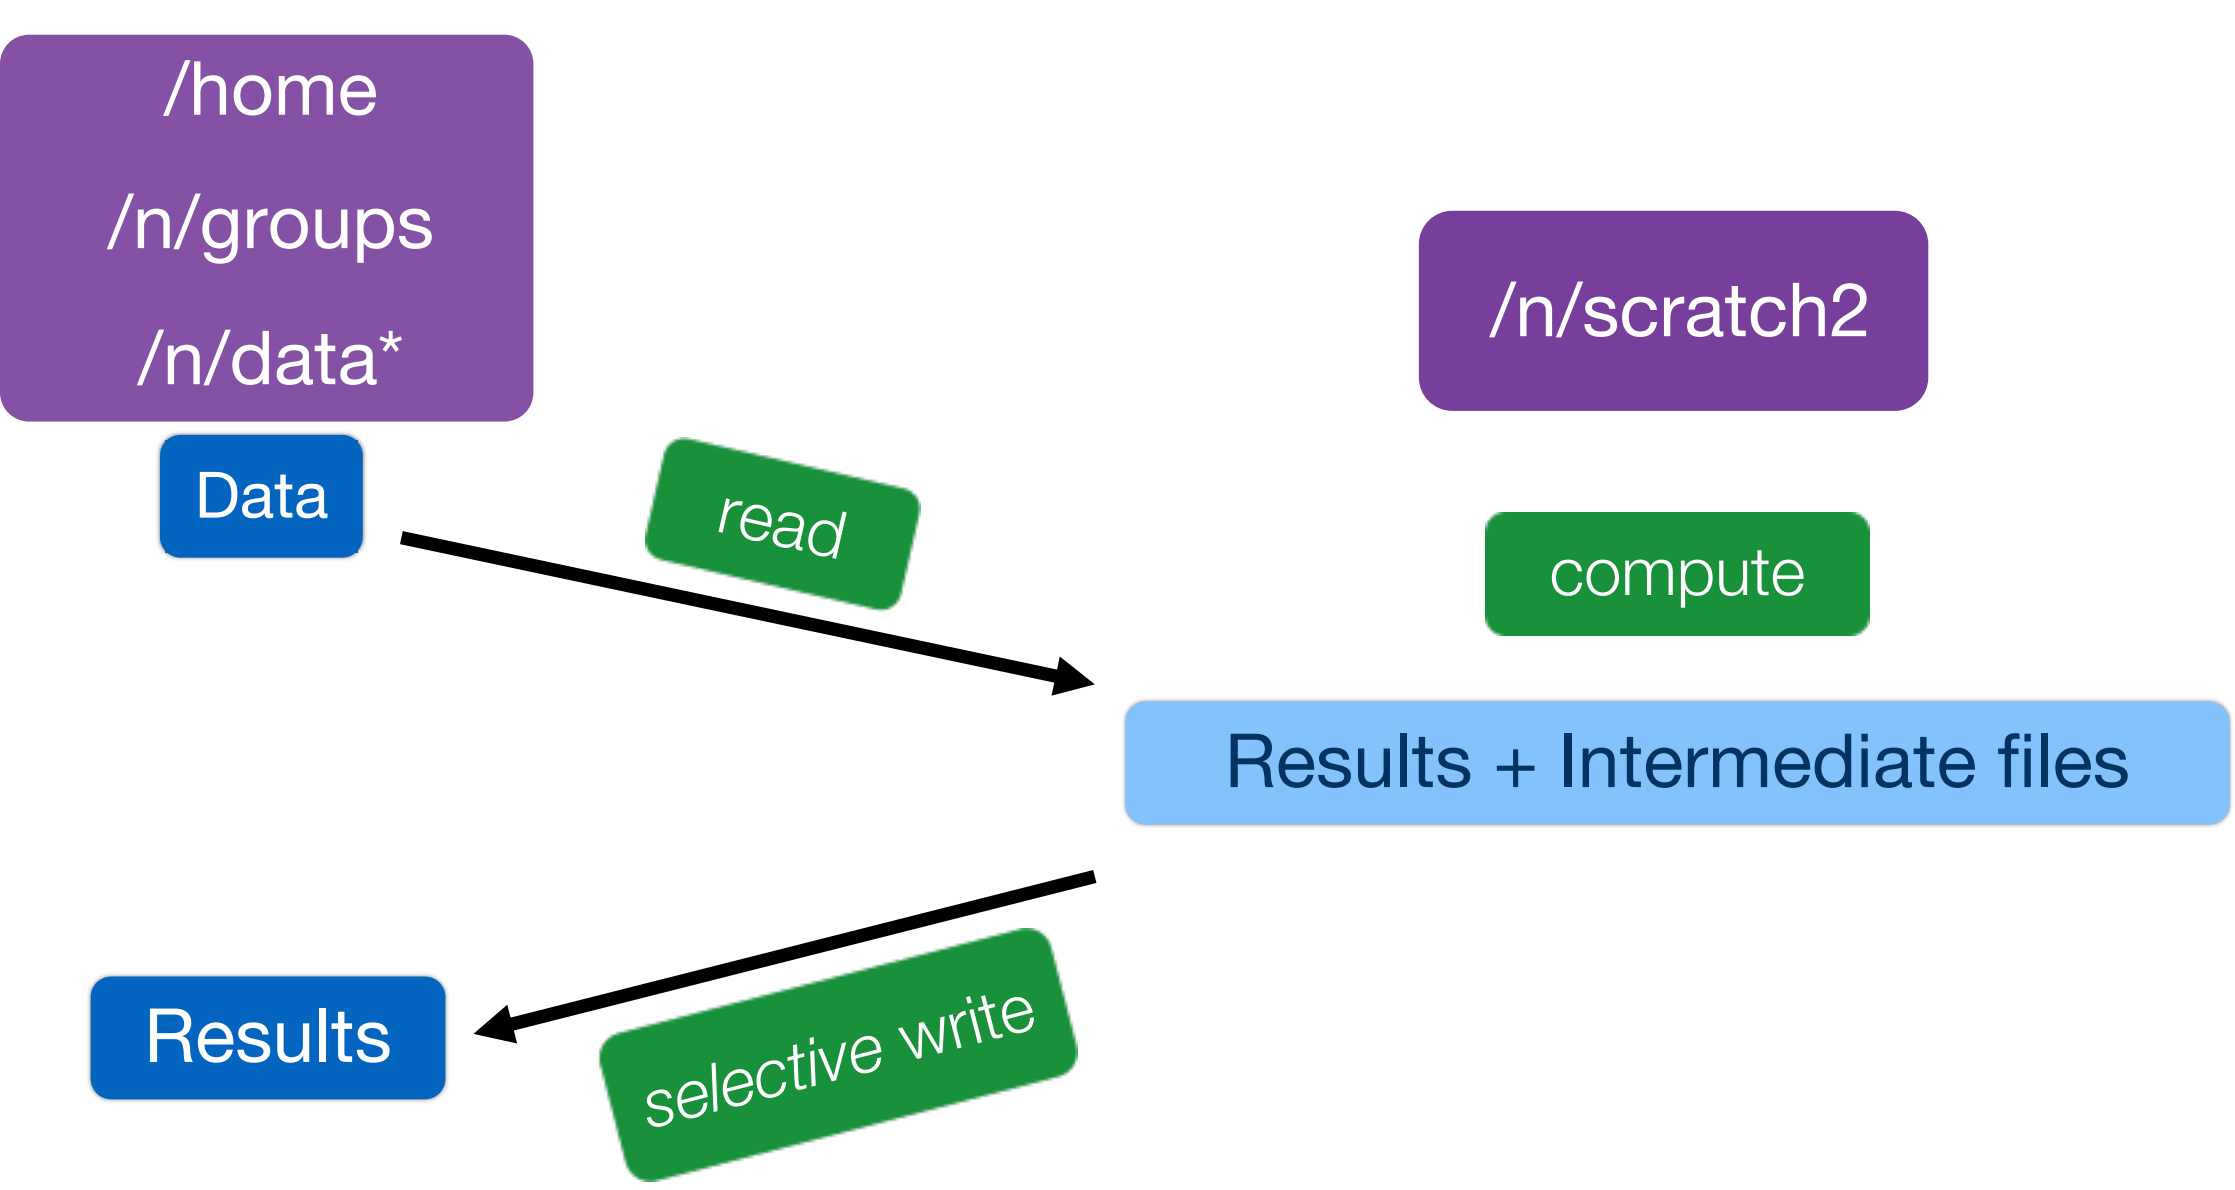 /home
/n/groups
/n/data*
Data
read
/n/scratch2
compute
Results + Intermediate files
selective write
Results